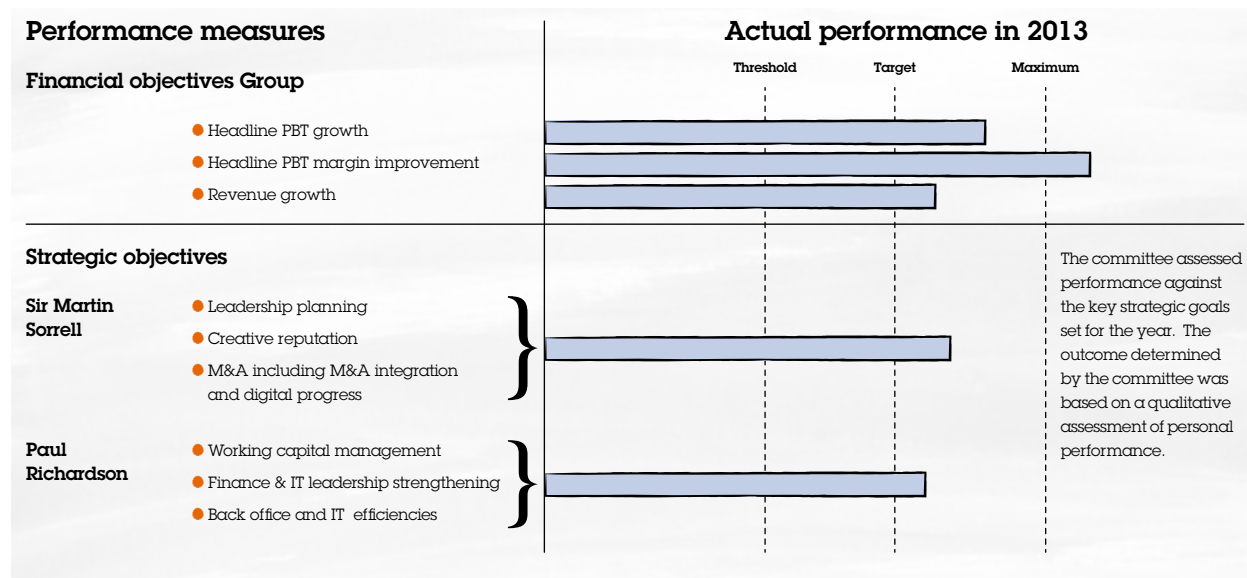 Performance measures
Actual performance in 2013
Threshold
Target
Maximum
Financial objectives Group
Headline PBT growth
Headline PBT margin improvement
Revenue growth
Strategic objectives
Sir Martin
Sorrell
Leadership planning
Creative reputation
M&A including M&A integration
and digital progress
Paul
Richardson
Working capital management
Finance & IT leadership strengthening
Back office and IT efficiencies
The committee assessed
performance against
the key strategic goals
set for the year. The
outcome determined
by the committee was
based on a qualitative
assessment of personal
performance.